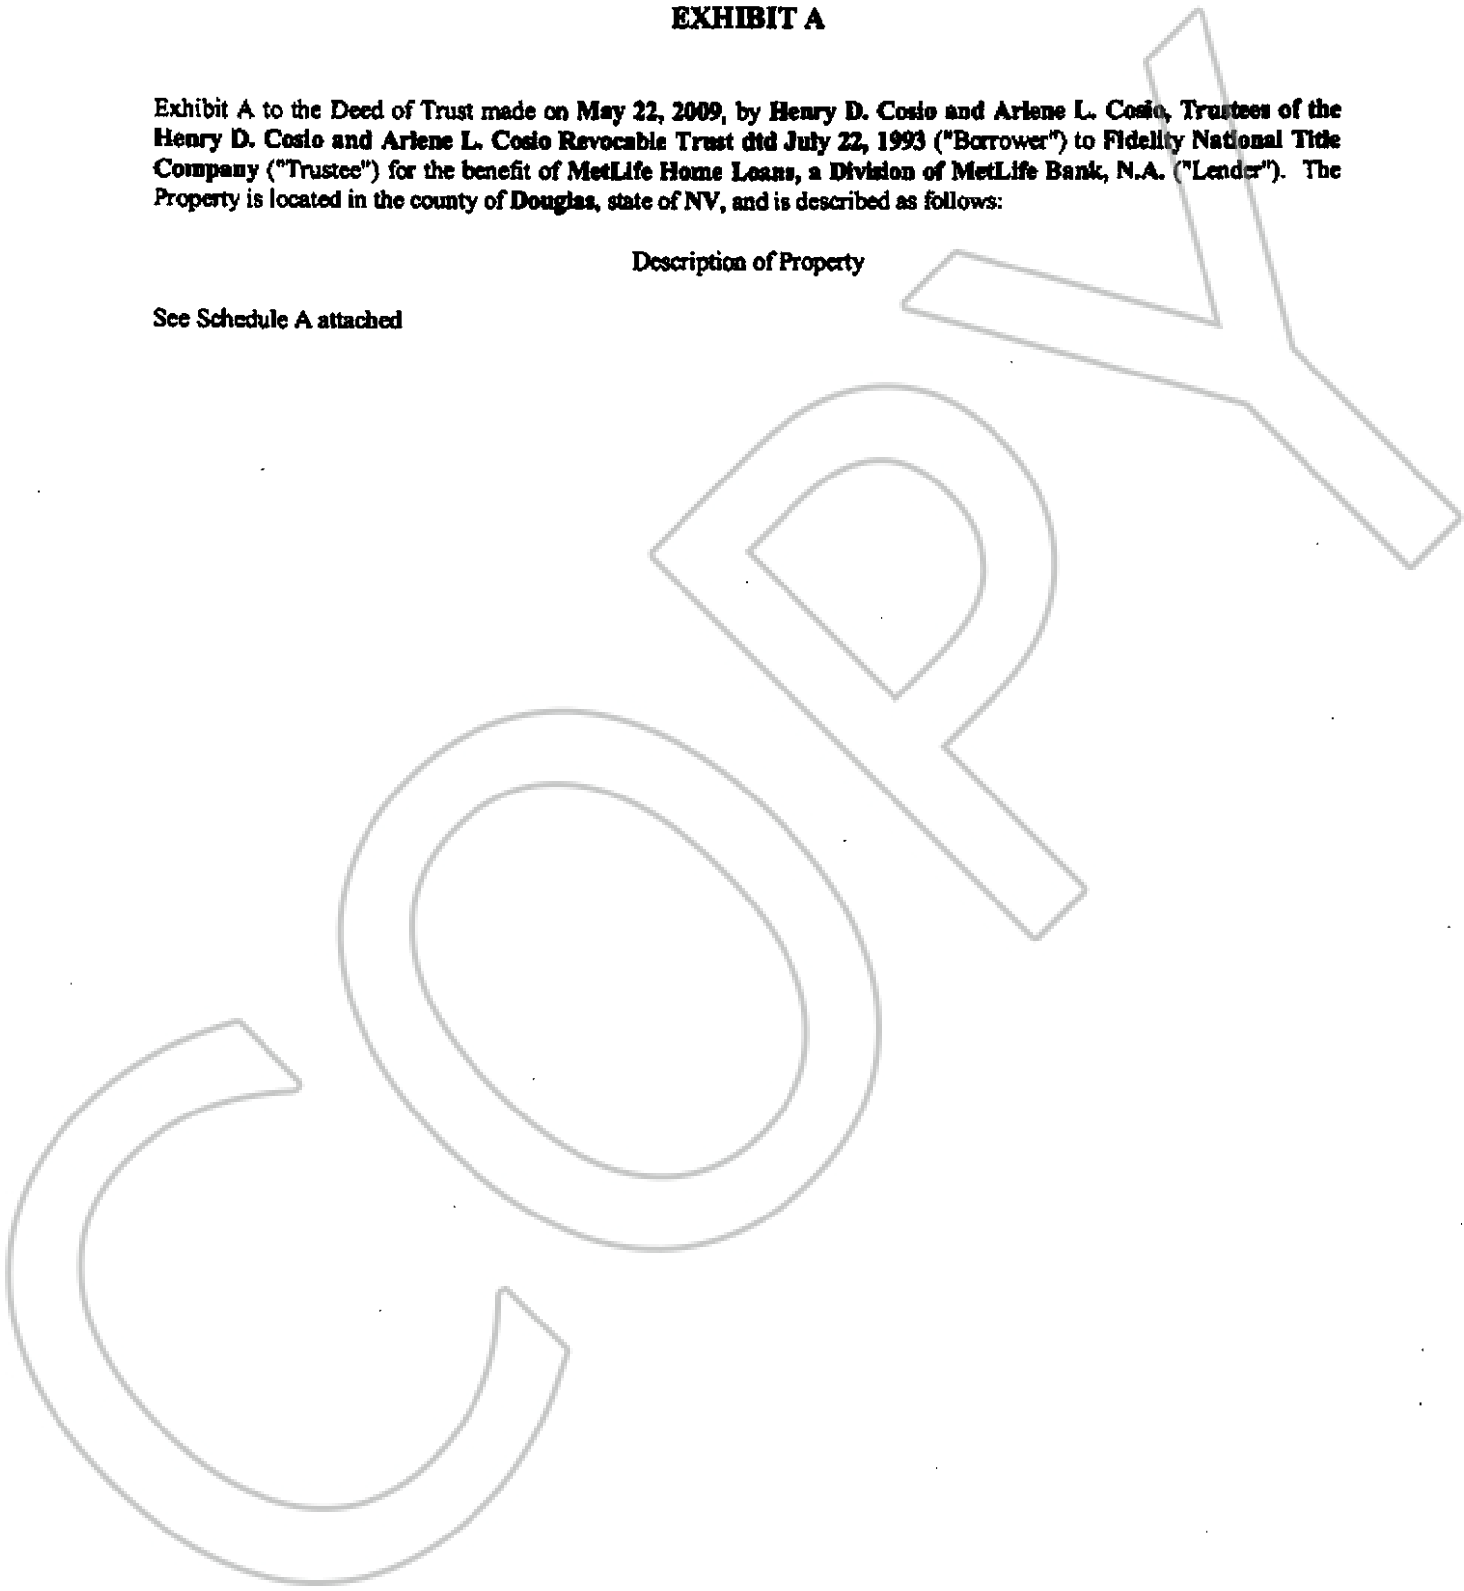 EXHIBIT A
Exhibit A to the Deed of Trust made on May 22, 2009, by Henry D. Cosio and Arlene L. Cosio, Trustees of the
Henry D. Cosio and Arlene L. Cosio Revocable Trust dtd July 22, 1993 ("Borrower") to Fidelity National Title
Company ("Trustee") for the benefit of MetLife Home Loans, a Division of MetLife Bank, N.A. ("Lender"). The
Property is located in the county of Douglas, state of NV, and is described as follows:
Description of Property
See Schedule A attached
COPY